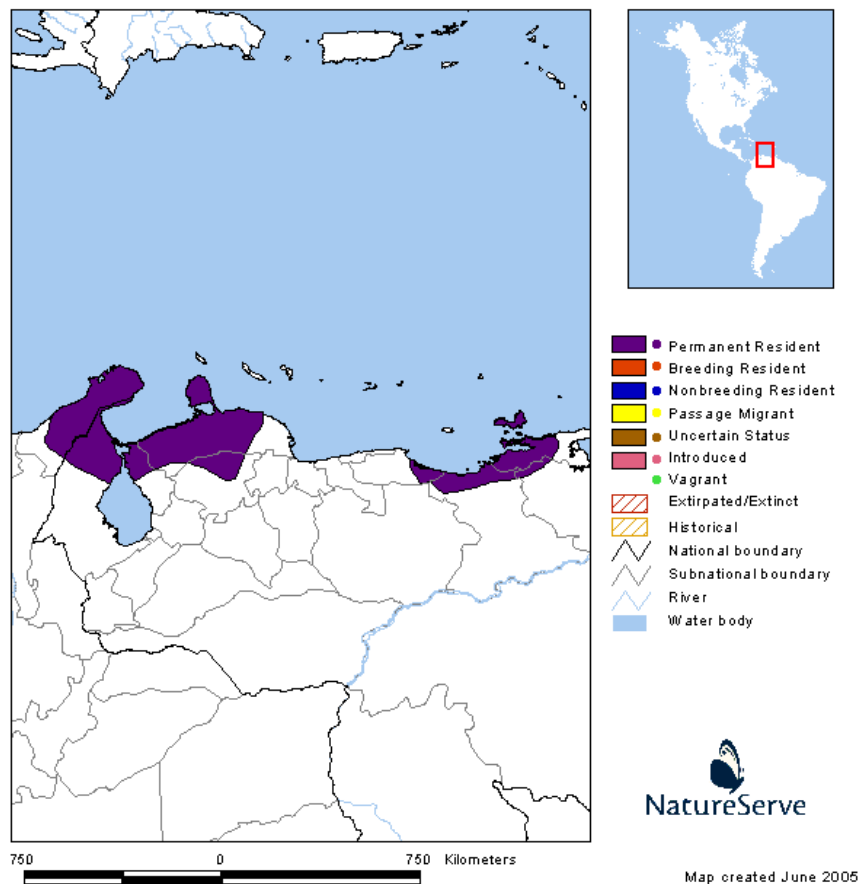 Permanent Resident
Breeding Resident
Nonbreeding Resident
Passage Migrant
Uncertain Status
Introduced
Vagrant
Extirpated/Extinct
Historical
National boundary
Subnational boundary
River
Water body
NatureServe
750 0 750 Kilometers
Map created June 2005